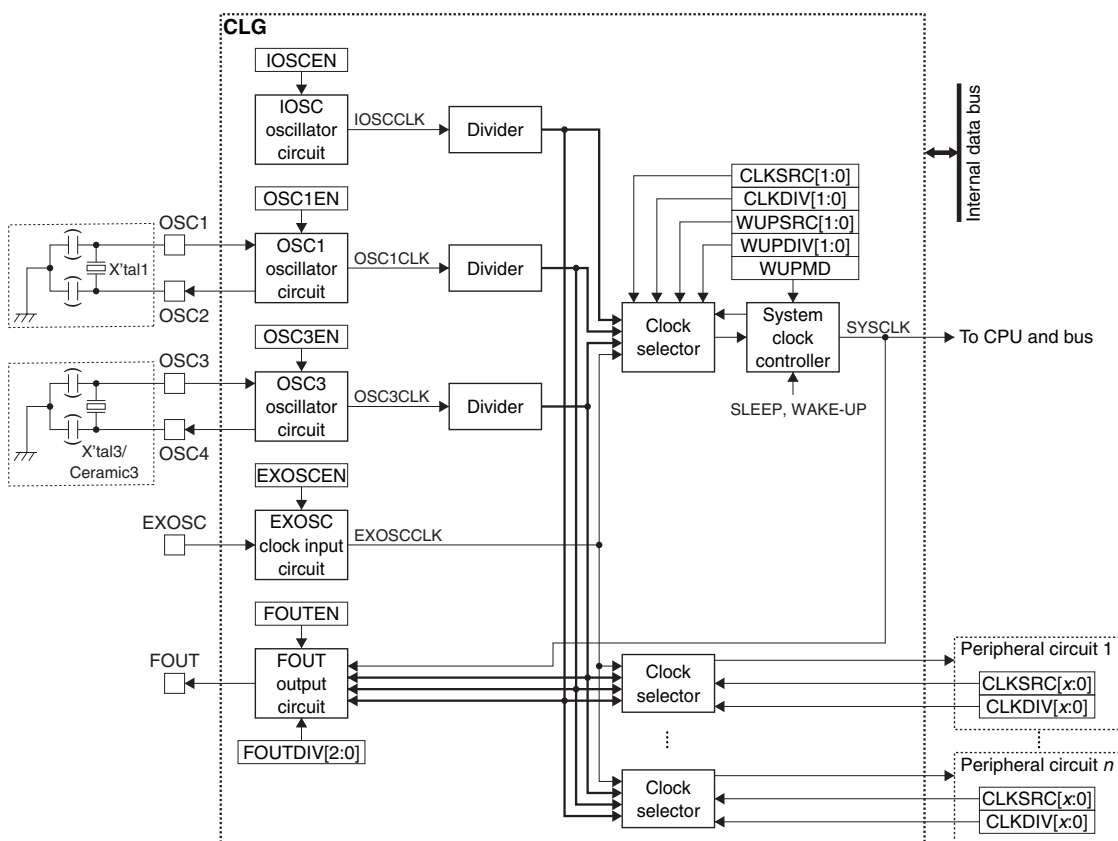 CLG
IOSCEN
IOSC
oscillator
circuit
IOSCCLK
Divider
Internal data bus
CLKSRC[1:0]
CLKDIV[1:0]
WUPSRC[1:0]
WUPDIV[1:0]
WUPMD
OSC1EN
OSC1
OSC1
oscillator
circuit
OSC1CLK
Divider
X'tal1
OSC2
Clock
selector
System
clock
controller
SYSCLK
To CPU and bus
SLEEP, WAKE-UP
OSC3EN
OSC3
OSC3
oscillator
circuit
OSC3CLK
Divider
OSC4
X'tal3/
Ceramic3
EXOSCEN
EXOSC
EXOSC
clock input
circuit
EXOSCCLK
FOUTEN
FOUT
FOUT
output
circuit
FOUTDIV[2:0]
Clock
selector
Peripheral circuit 1
CLKSRC[x:0]
CLKDIV[x:0]
Clock
selector
Peripheral circuit n
CLKSRC[x:0]
CLKDIV[x:0]